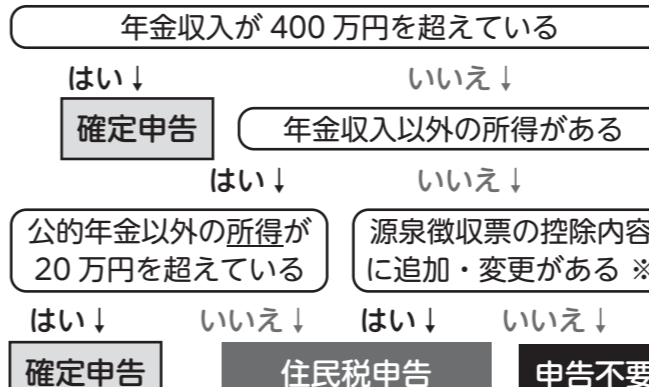 年金収入が 400 万円を超えている
はい↓ いいえ↓
確定申告 年金収入以外の所得がある
はい↓ いいえ↓
公的年金以外の所得が 源泉徴収票の控除内容
20 万円を超えている に追加・変更がある ※
はい↓ いいえ↓ はい↓ いいえ↓
確定申告 住民税申告 申告不要